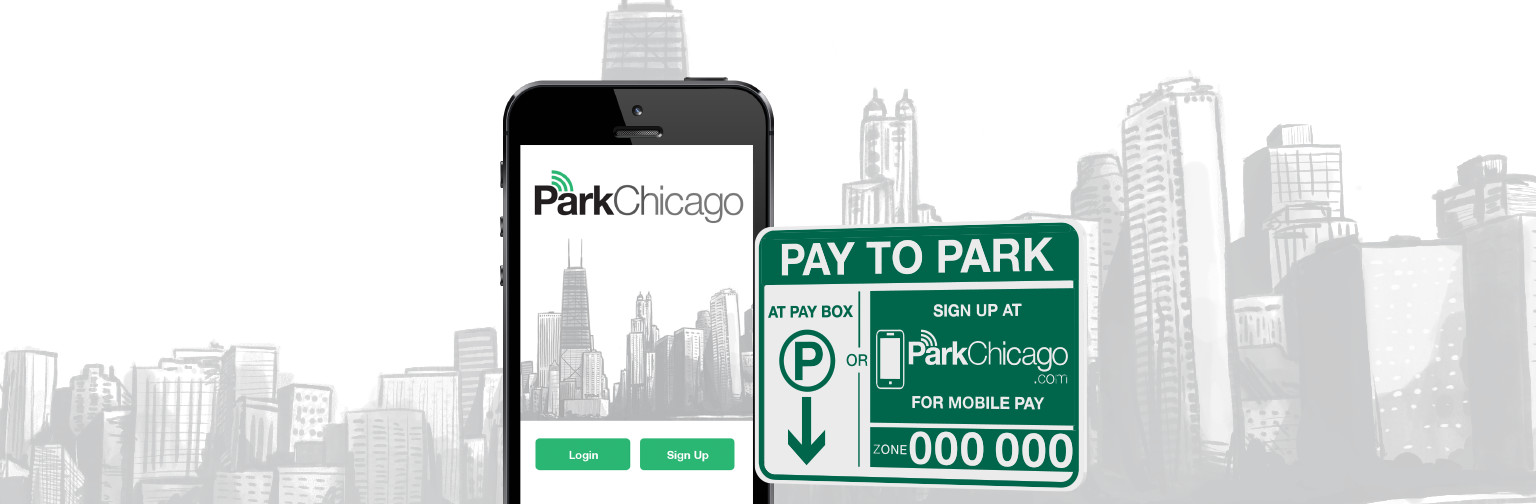 ParkChicago
Login
Sign Up
PAY TO PARK
AT PAY BOX
P
OR
SIGN UP AT
ParkChicago
.com
FOR MOBILE PAY
ZONE 000 000